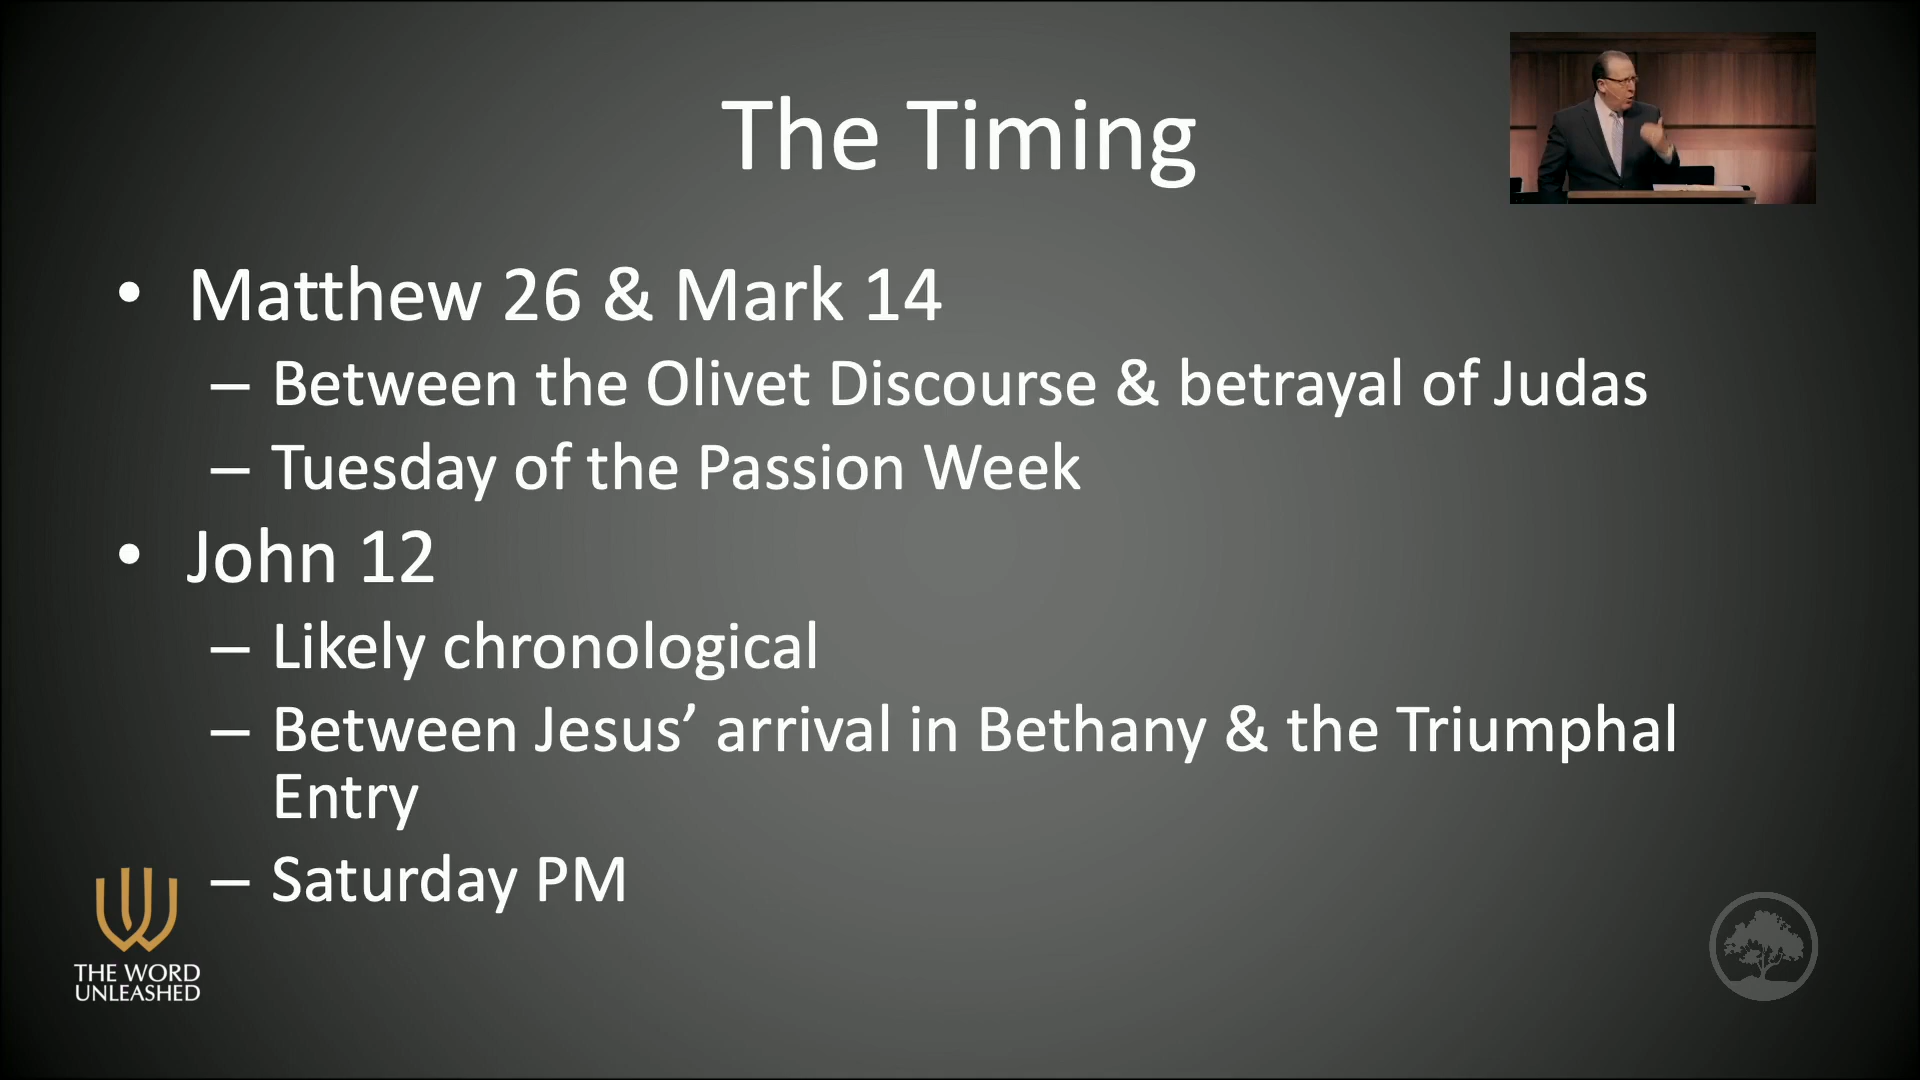 The Timing
• Matthew 26 & Mark 14
– Between the Olivet Discourse & betrayal of Judas
– Tuesday of the Passion Week
• John 12
– Likely chronological
– Between Jesus’ arrival in Bethany & the Triumphal
Entry
– Saturday PM
THE WORD
UNLEASHED